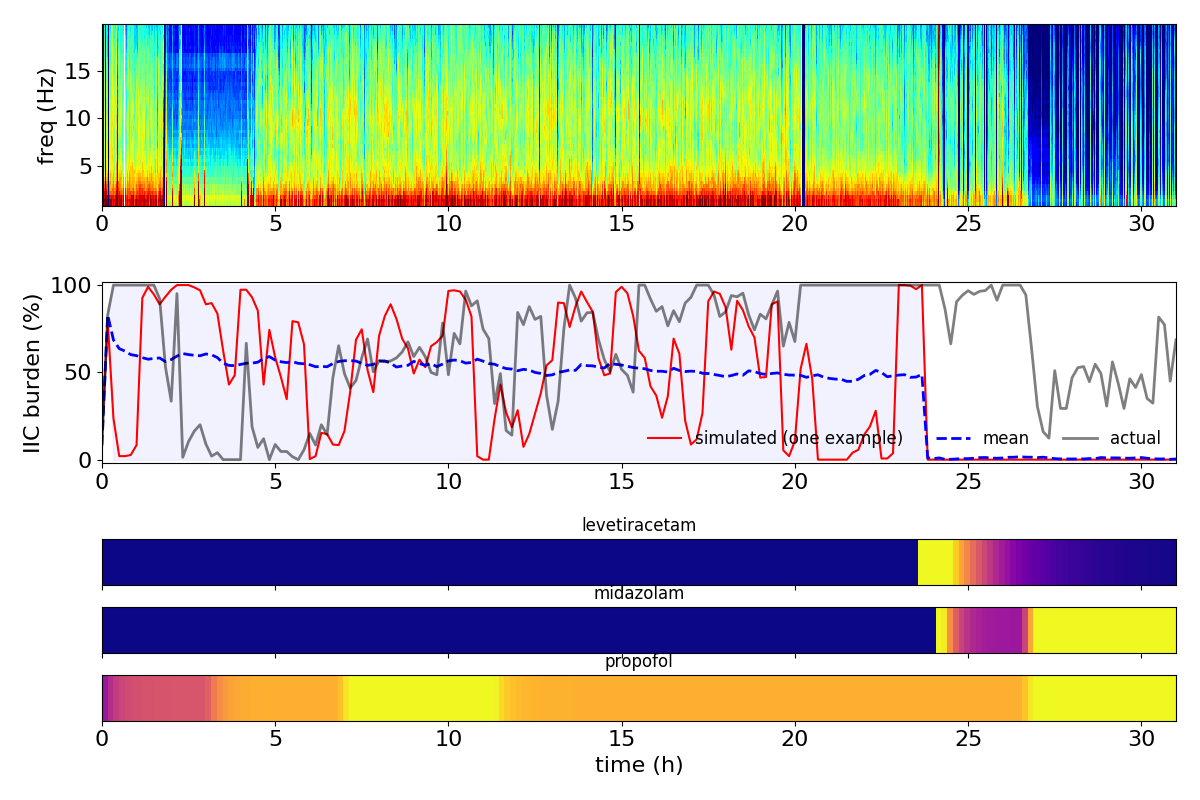 freq (Hz)
15
10
5
0 5 10 15 20 25 30
IIC burden (%)
100
50
0
simulated (one example) mean actual
0 5 10 15 20 25 30
levetiracetam
midazolam
propofol
0 5 10 15 20 25 30
time (h)